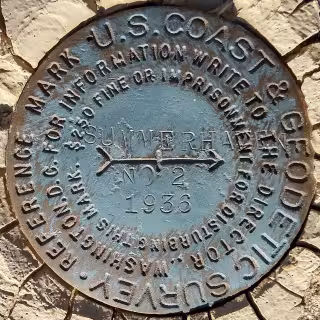 U.S. COAST & GEODETIC SURVEY
REFERENCE MARK
FOR INFORMATION WRITE TO THE DIRECTOR, WASHINGTON, D.C.
$250 FINE OR IMPRISONMENT FOR DISTURBING THIS MARK.
SUMMERHAVEN
NO 2
1936